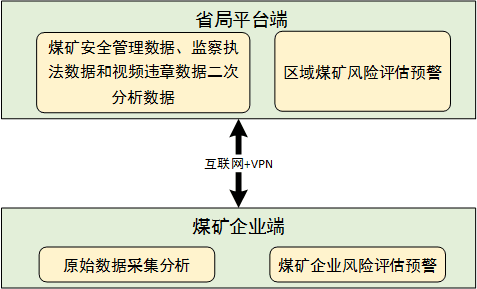 省局平台端
煤矿安全管理数据、监察执
法数据和视频违章数据二次
分析数据
区域煤矿风险评估预警
互联网+VPN
煤矿企业端
原始数据采集分析
煤矿企业风险评估预警